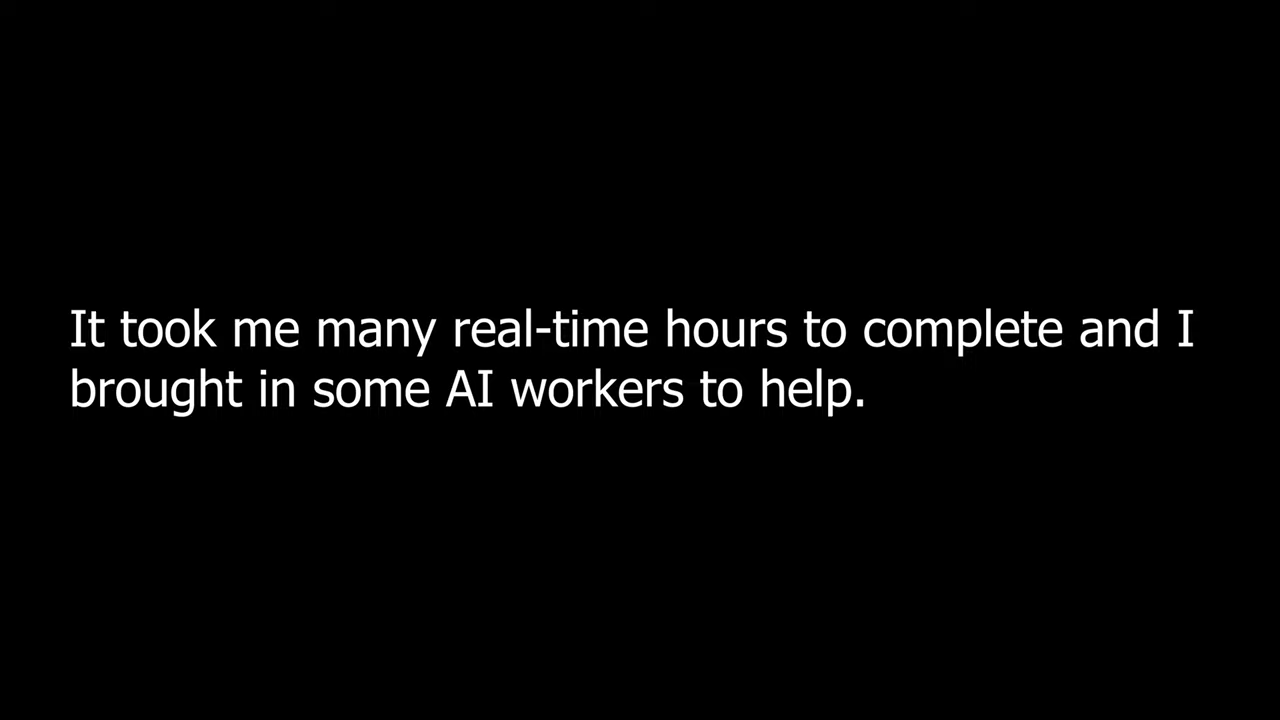 It took me many real-time hours to complete and I
brought in some AI workers to help.